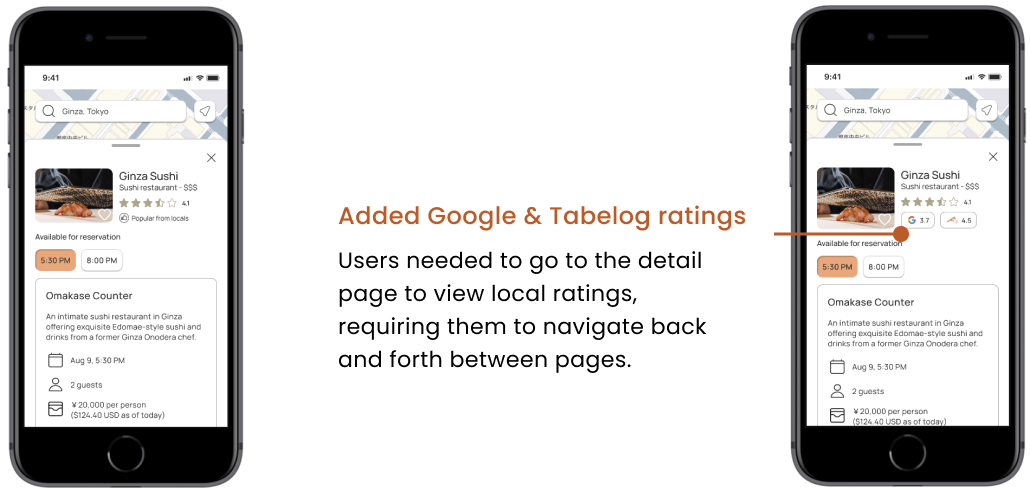 9:41
Ginza, Tokyo
Ginza Sushi
Sushi restaurant - $$$
4.1
Popular from locals
Available for reservation
5:30 PM
8:00 PM
Omakase Counter
An intimate sushi restaurant in Ginza
offering exquisite Edomae-style sushi and
drinks from a former Ginza Onodera chef.
Aug 9, 5:30 PM
2 guests
¥ 20,000 per person
($124.40 USD as of today)
Added Google & Tabelog ratings
Users needed to go to the detail
page to view local ratings,
requiring them to navigate back
and forth between pages.
9:41
Ginza, Tokyo
Ginza Sushi
Sushi restaurant - $$$
4.1
G 3.7
4.5
Available for reservation
5:30 PM
8:00 PM
Omakase Counter
An intimate sushi restaurant in Ginza
offering exquisite Edomae-style sushi and
drinks from a former Ginza Onodera chef.
Aug 9, 5:30 PM
2 guests
¥ 20,000 per person
($124.40 USD as of today)